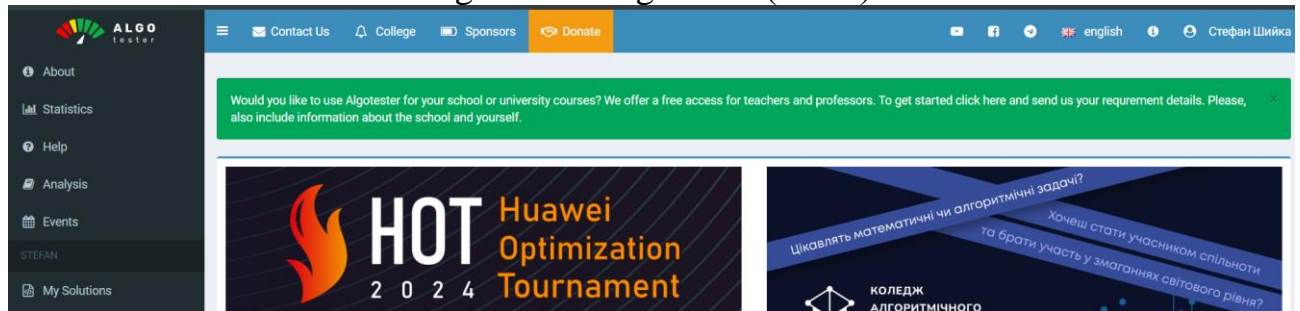 ALGO
tester
Contact Us
College
Sponsors
Donate
english
Стефан Шийка
About
Statistics
Help
Analysis
Events
STEFAN
My Solutions
Would you like to use Algotester for your school or university courses? We offer a free access for teachers and professors. To get started click here and send us your requrement details. Please,
also include information about the school and yourself.
HOT
2024
Huawei
Optimization
Tournament
Цікавлять математичні чи алгоритмічні задачі?
Хочеш стати учасником спільноти
та брати участь у змаганнях світового рівня?
КОЛЕДЖ
АЛГОРИТМІЧНОГО